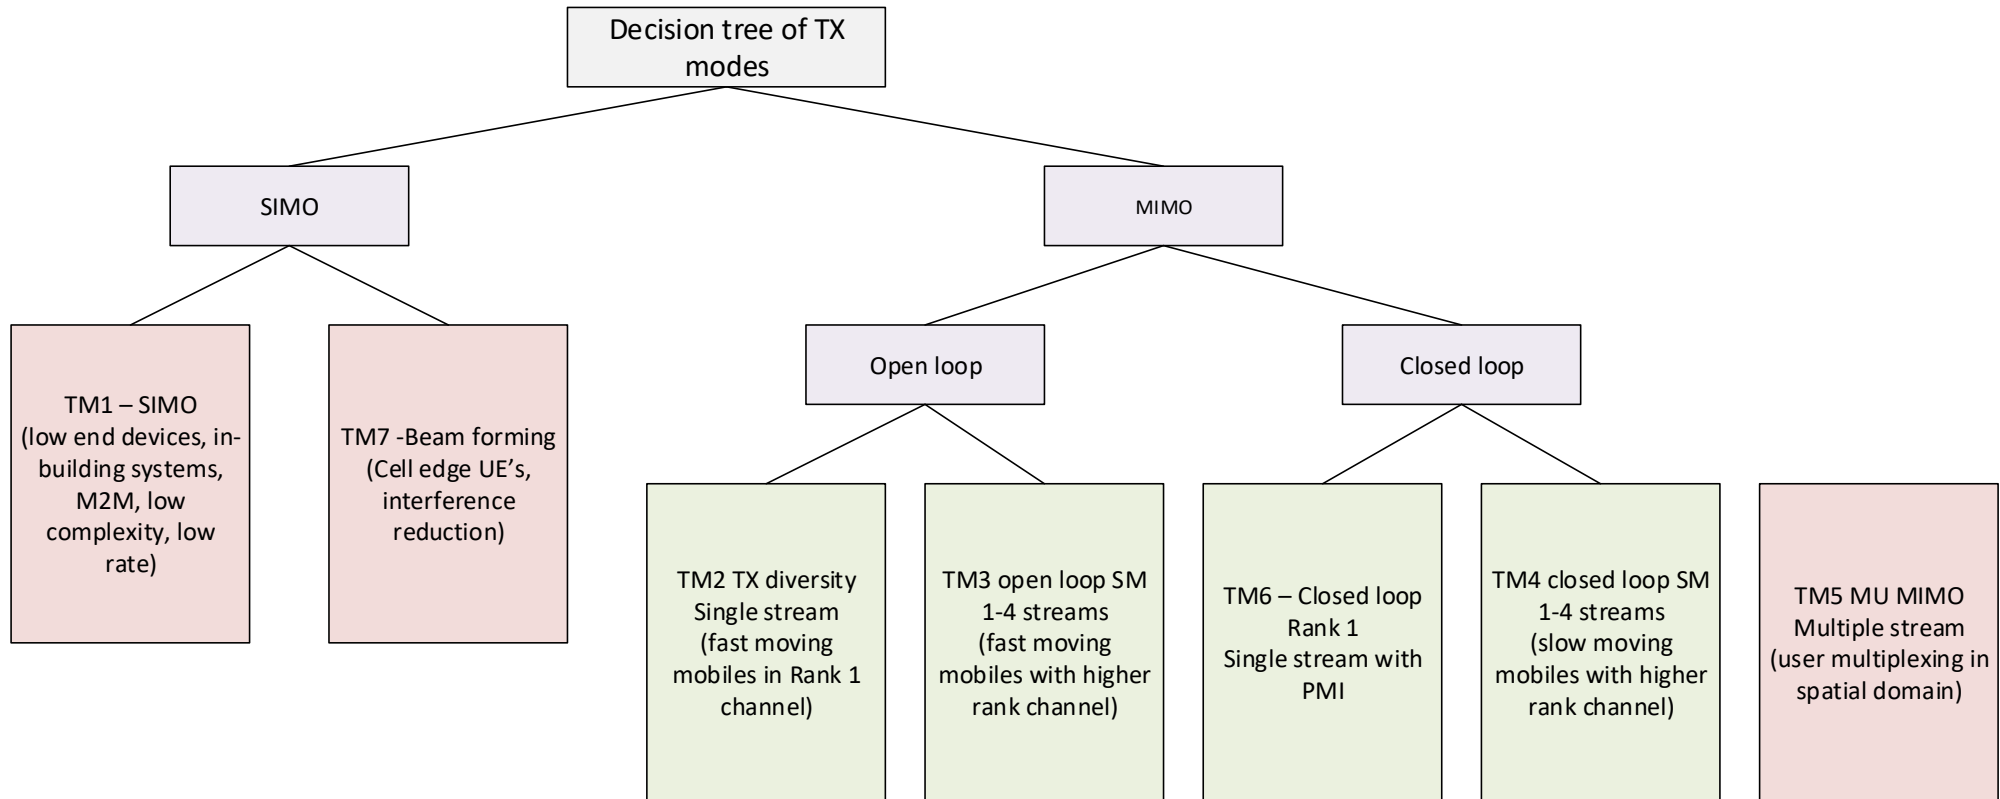 Decision tree of TX
modes
SIMO
MIMO
Open loop
Closed loop
TM1 – SIMO
(low end devices, in-
building systems,
M2M, low
complexity, low
rate)
TM7 -Beam forming
(Cell edge UE’s,
interference
reduction)
TM2 TX diversity
Single stream
(fast moving
mobiles in Rank 1
channel)
TM3 open loop SM
1-4 streams
(fast moving
mobiles with higher
rank channel)
TM6 – Closed loop
Rank 1
Single stream with
PMI
TM4 closed loop SM
1-4 streams
(slow moving
mobiles with higher
rank channel)
TM5 MU MIMO
Multiple stream
(user multiplexing in
spatial domain)